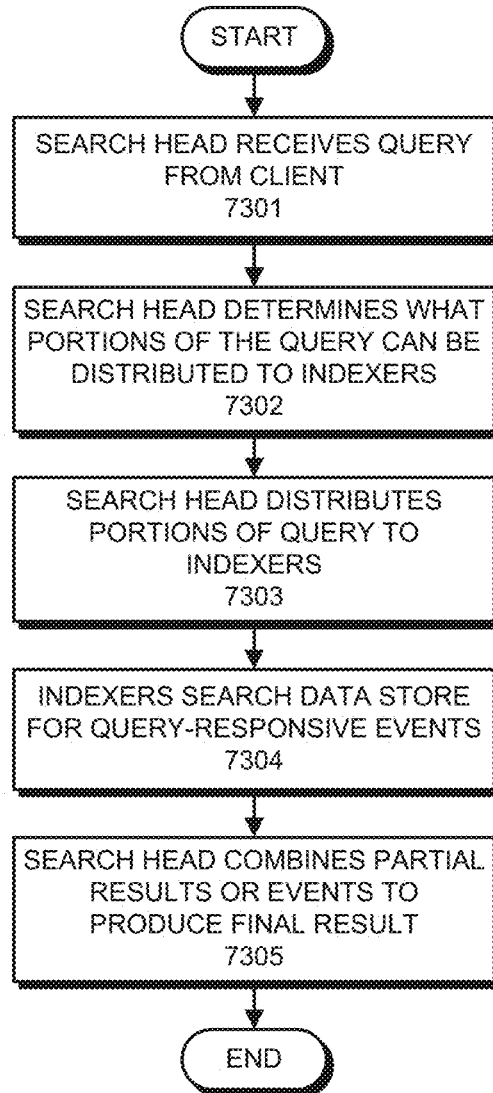 START
SEARCH HEAD RECEIVES QUERY
FROM CLIENT
7301
SEARCH HEAD DETERMINES WHAT
PORTIONS OF THE QUERY CAN BE
DISTRIBUTED TO INDEXERS
7302
SEARCH HEAD DISTRIBUTES
PORTIONS OF QUERY TO
INDEXERS
7303
INDEXERS SEARCH DATA STORE
FOR QUERY-RESPONSIVE EVENTS
7304
SEARCH HEAD COMBINES PARTIAL
RESULTS OR EVENTS TO
PRODUCE FINAL RESULT
7305
END